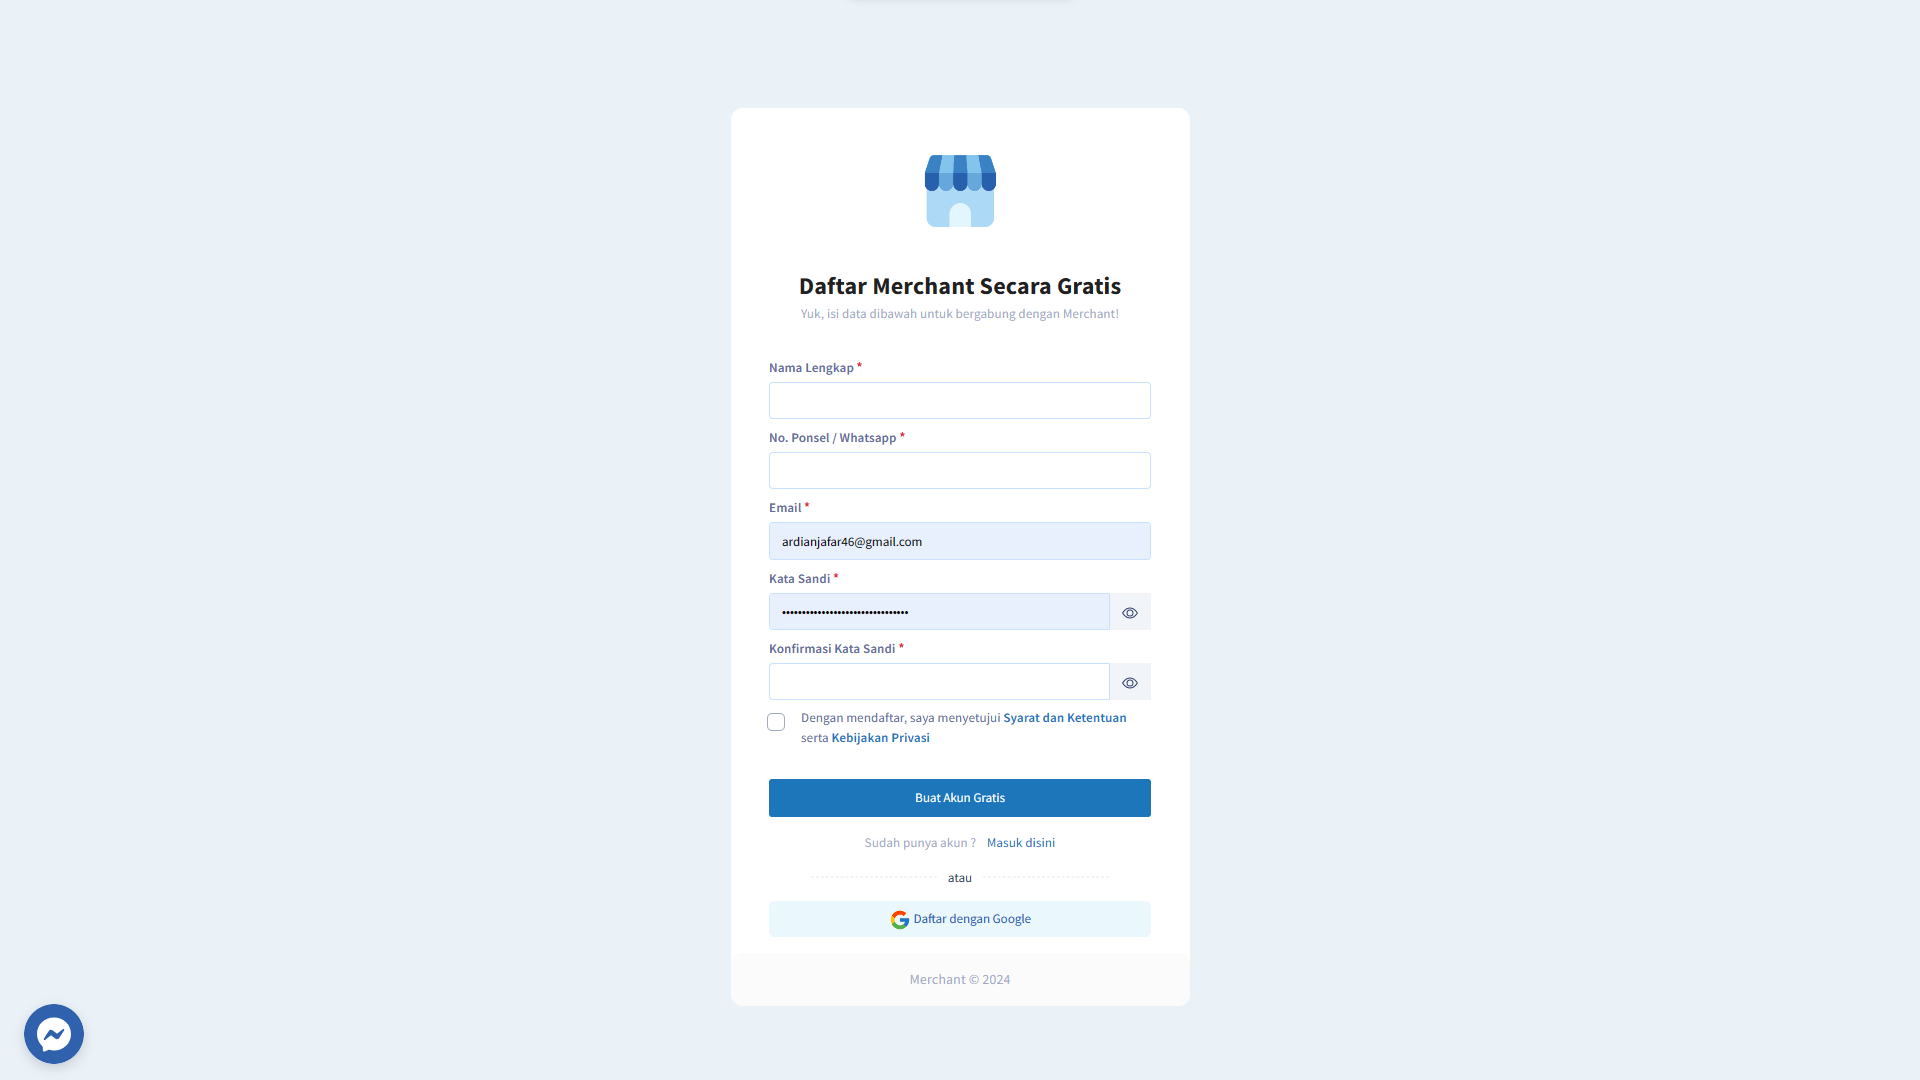 Daftar Merchant Secara Gratis
Yuk, isi data dibawah untuk bergabung dengan Merchant!
Nama Lengkap *
No. Ponsel / Whatsapp *
Email *
ardianjafar46@gmail.com
Kata Sandi *
••••••••••••••••••••••••••••••••
Konfirmasi Kata Sandi *
Dengan mendaftar, saya menyetujui Syarat dan Ketentuan
serta Kebijakan Privasi
Buat Akun Gratis
Sudah punya akun ? Masuk disini
atau
Daftar dengan Google
Merchant © 2024